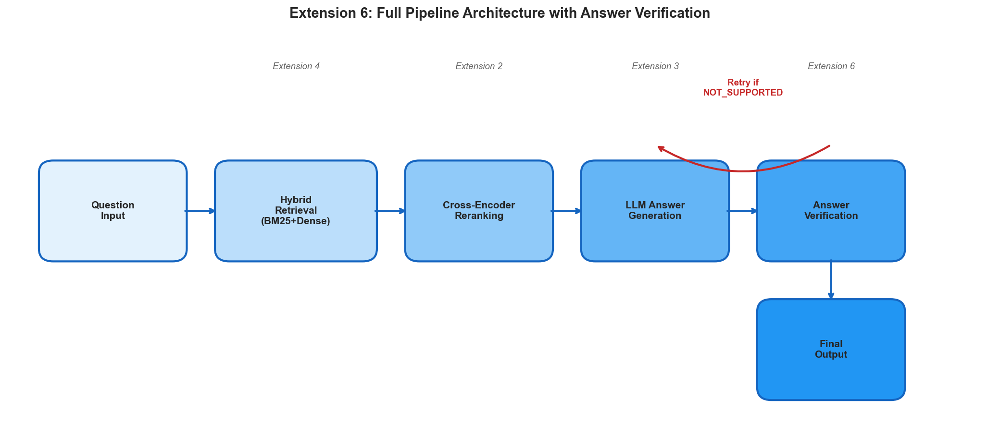 Extension 6: Full Pipeline Architecture with Answer Verification
Extension 4
Extension 2
Extension 3
Extension 6
Retry if
NOT_SUPPORTED
Question
Input
Hybrid
Retrieval
(BM25+Dense)
Cross-Encoder
Reranking
LLM Answer
Generation
Answer
Verification
Final
Output